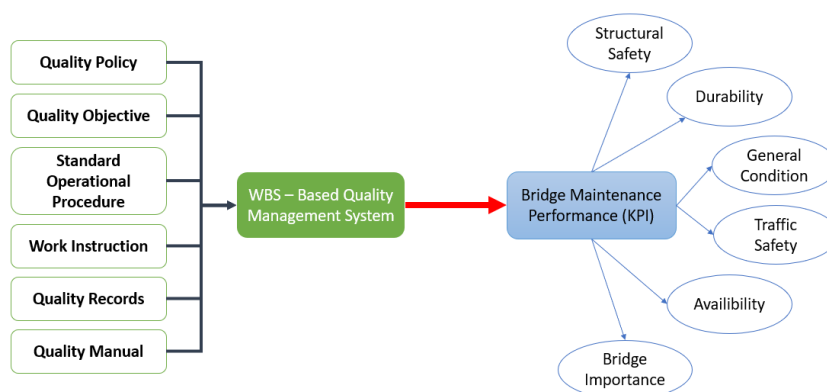 Quality Policy
Quality Objective
Standard
Operational
Procedure
Work Instruction
Quality Records
Quality Manual
WBS – Based Quality
Management System
Bridge Maintenance
Performance (KPI)
Structural
Safety
Durability
General
Condition
Traffic
Safety
Availibility
Bridge
Importance